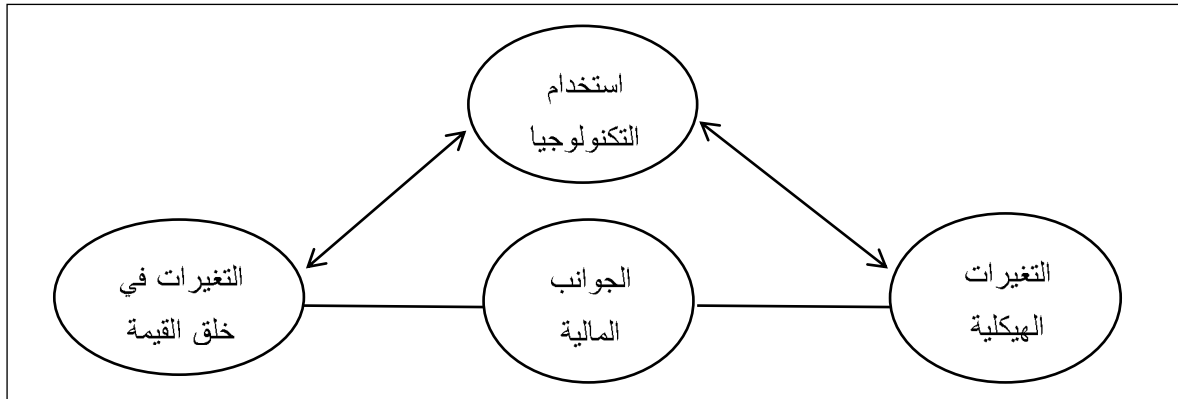 استخدام
التكنولوجيا
التغيرات
الهيكلية
الجوانب
المالية
التغيرات في
خلق القيمة